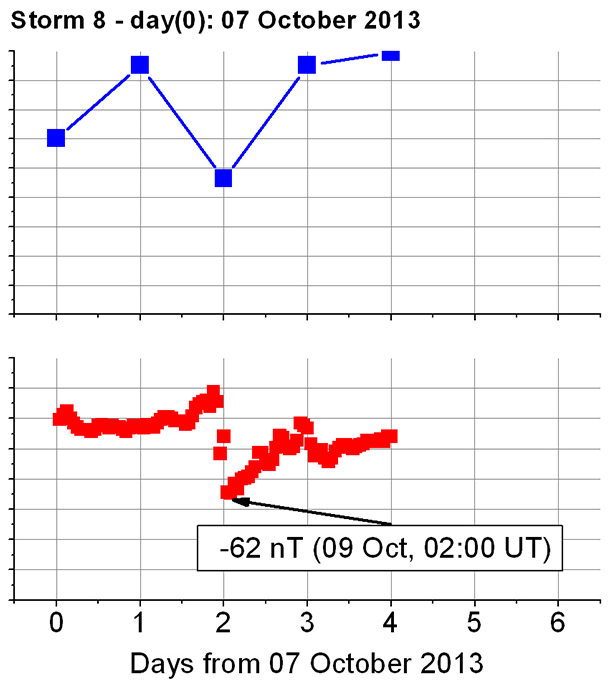 Storm 8 - day(0): 07 October 2013
-62 nT (09 Oct, 02:00 UT)
0 1 2 3 4 5 6
Days from 07 October 2013